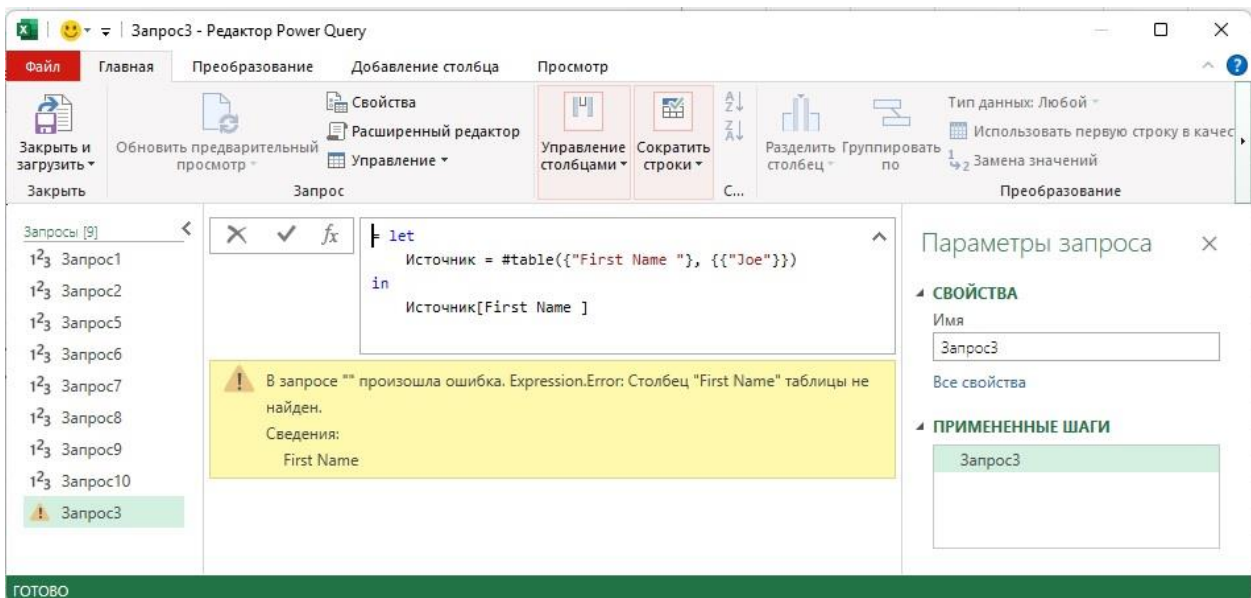 Запрос3 - Редактор Power Query
Файл Главная Преобразование Добавление столбца Просмотр
Закрыть и загрузить
Закрыть
Обновить предварительный просмотр
Свойства
Расширенный редактор
Управление
Запрос
Управление столбцами
Сократить строки
С...
Разделить столбец
Группировать по
Тип данных: Любой
Использовать первую строку в качес
Замена значений
Преобразование
Запросы [9]
Запрос1
Запрос2
Запрос5
Запрос6
Запрос7
Запрос8
Запрос9
Запрос10
Запрос3
= let
Источник = #table({"First Name "}, {{"Joe"}})
in
Источник[First Name ]
В запросе "" произошла ошибка. Expression.Error: Столбец "First Name" таблицы не
найден.
Сведения:
First Name
Параметры запроса
СВОЙСТВА
Имя
Запрос3
Все свойства
ПРИМЕНЕННЫЕ ШАГИ
Запрос3
ГОТОВО